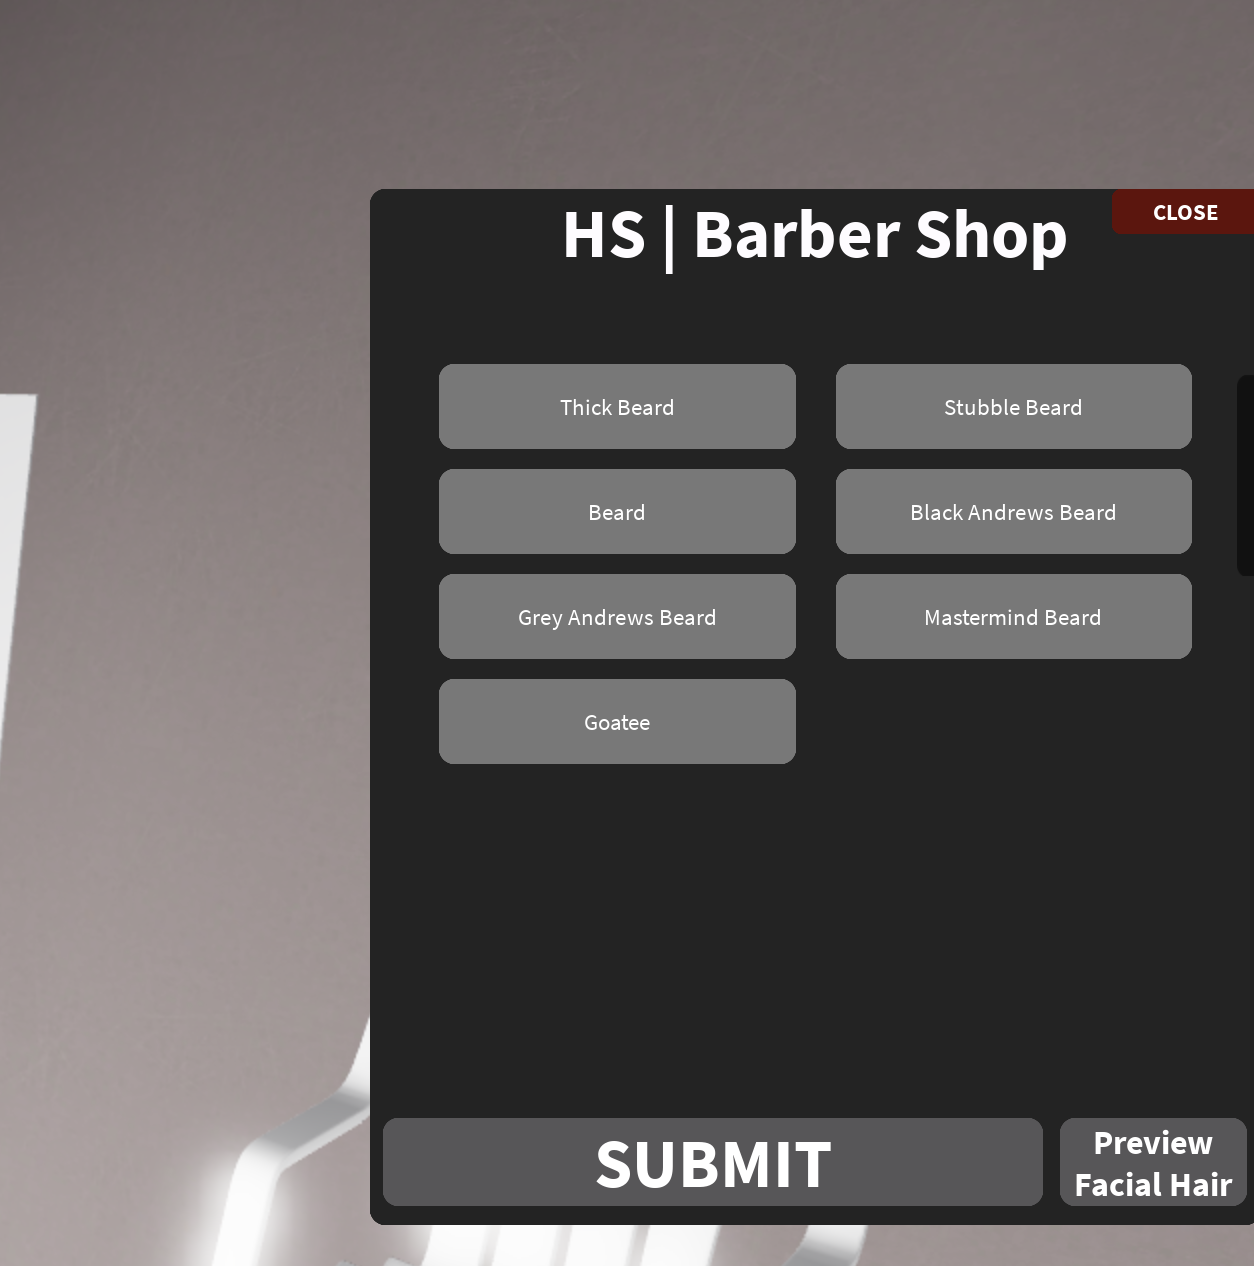 HS | Barber Shop
CLOSE
Thick Beard
Stubble Beard
Beard
Black Andrews Beard
Grey Andrews Beard
Mastermind Beard
Goatee
SUBMIT
Preview
Facial Hair